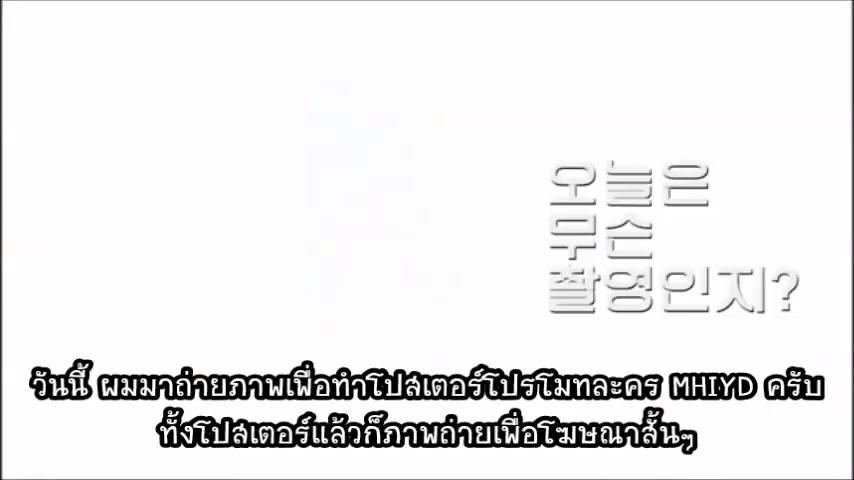 오늘은
무슨
촬영인지?
วันนี้ ผมมาถ่ายภาพเพื่อทำโปสเตอร์โปรโมทละคร MHIYD ครับ
ทั้งโปสเตอร์แล้วก็ภาพถ่ายเพื่อโฆษณาสั้นๆ